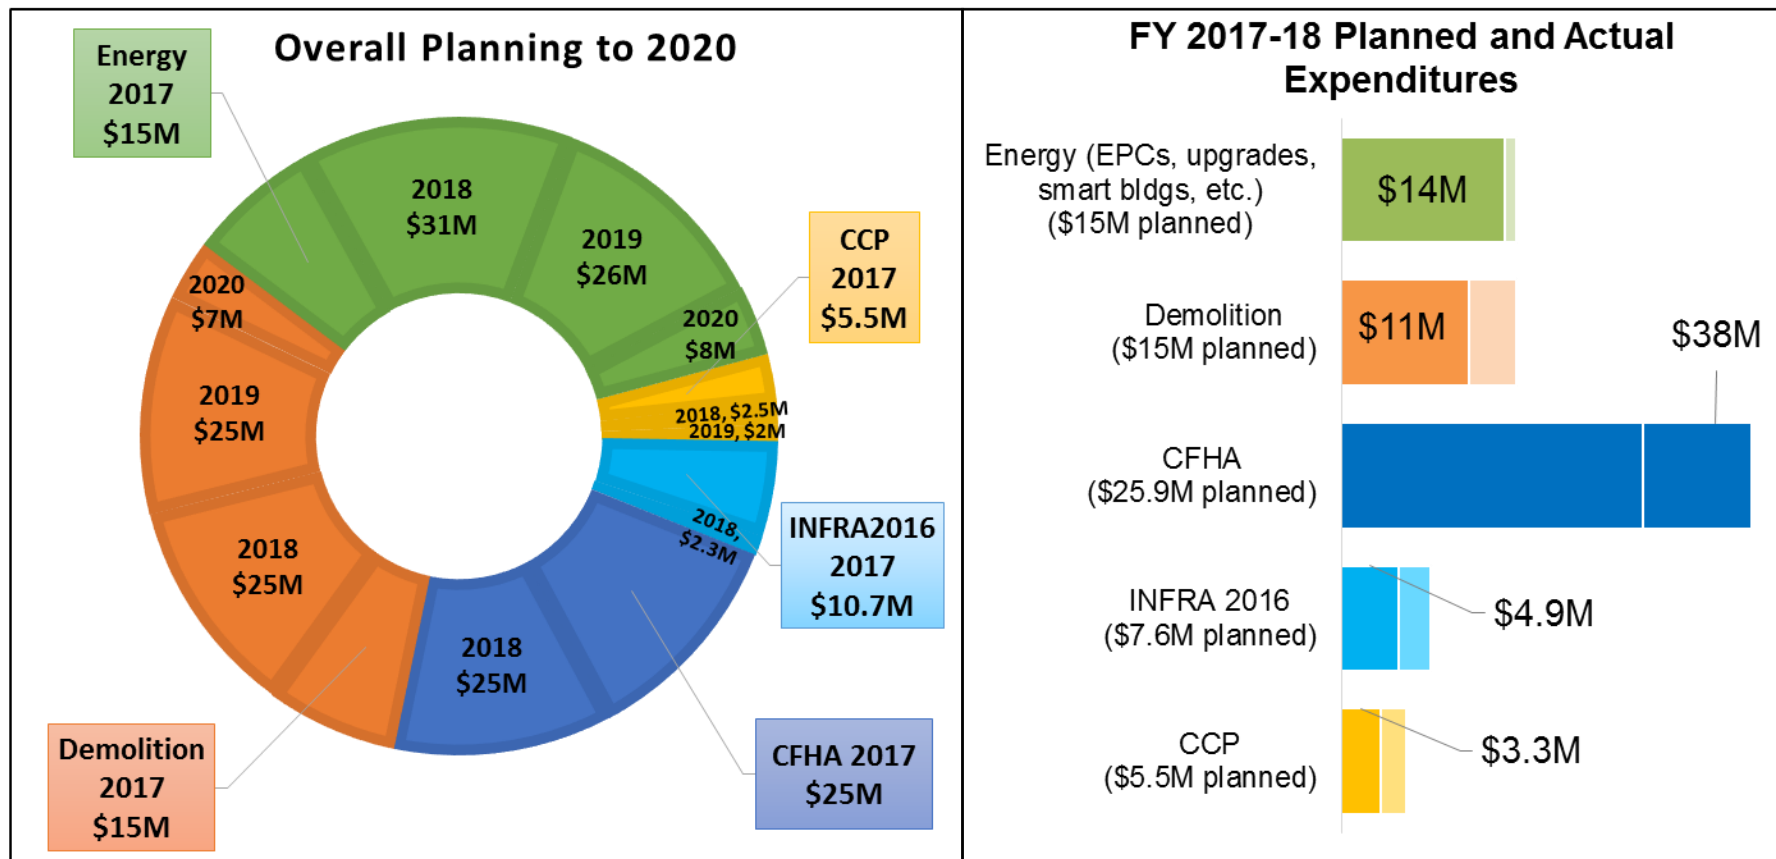 Overall Planning to 2020
Energy
2017
$15M
2018
$31M
2019
$26M
2020
$8M
CCP
2017
$5.5M
2018, $2.5M
2019, $2M
INFRA2016
2017
$10.7M
2018,
$2.3M
CFHA 2017
$25M
2018
$25M
Demolition
2017
$15M
2018
$25M
2019
$25M
2020
$7M
FY 2017-18 Planned and Actual
Expenditures
Energy (EPCs, upgrades,
smart bldgs, etc.)
($15M planned)
$14M
Demolition
($15M planned)
$11M
CFHA
($25.9M planned)
$38M
INFRA 2016
($7.6M planned)
$4.9M
CCP
($5.5M planned)
$3.3M